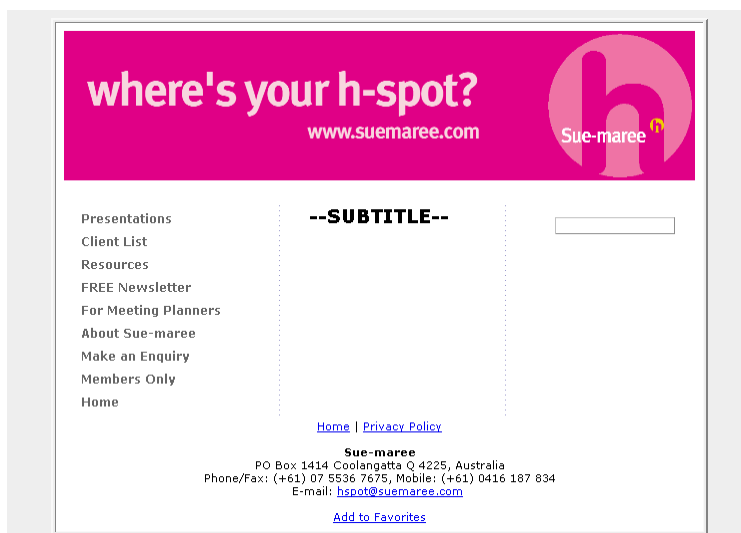 where's your h-spot?
www.suemaree.com
h
Sue-maree h
Presentations
Client List
Resources
FREE Newsletter
For Meeting Planners
About Sue-maree
Make an Enquiry
Members Only
Home
--SUBTITLE--
Home | Privacy Policy
Sue-maree
PO Box 1414 Coolangatta Q 4225, Australia
Phone/Fax: (+61) 07 5536 7675, Mobile: (+61) 0416 187 834
E-mail: hspot@suemaree.com
Add to Favorites